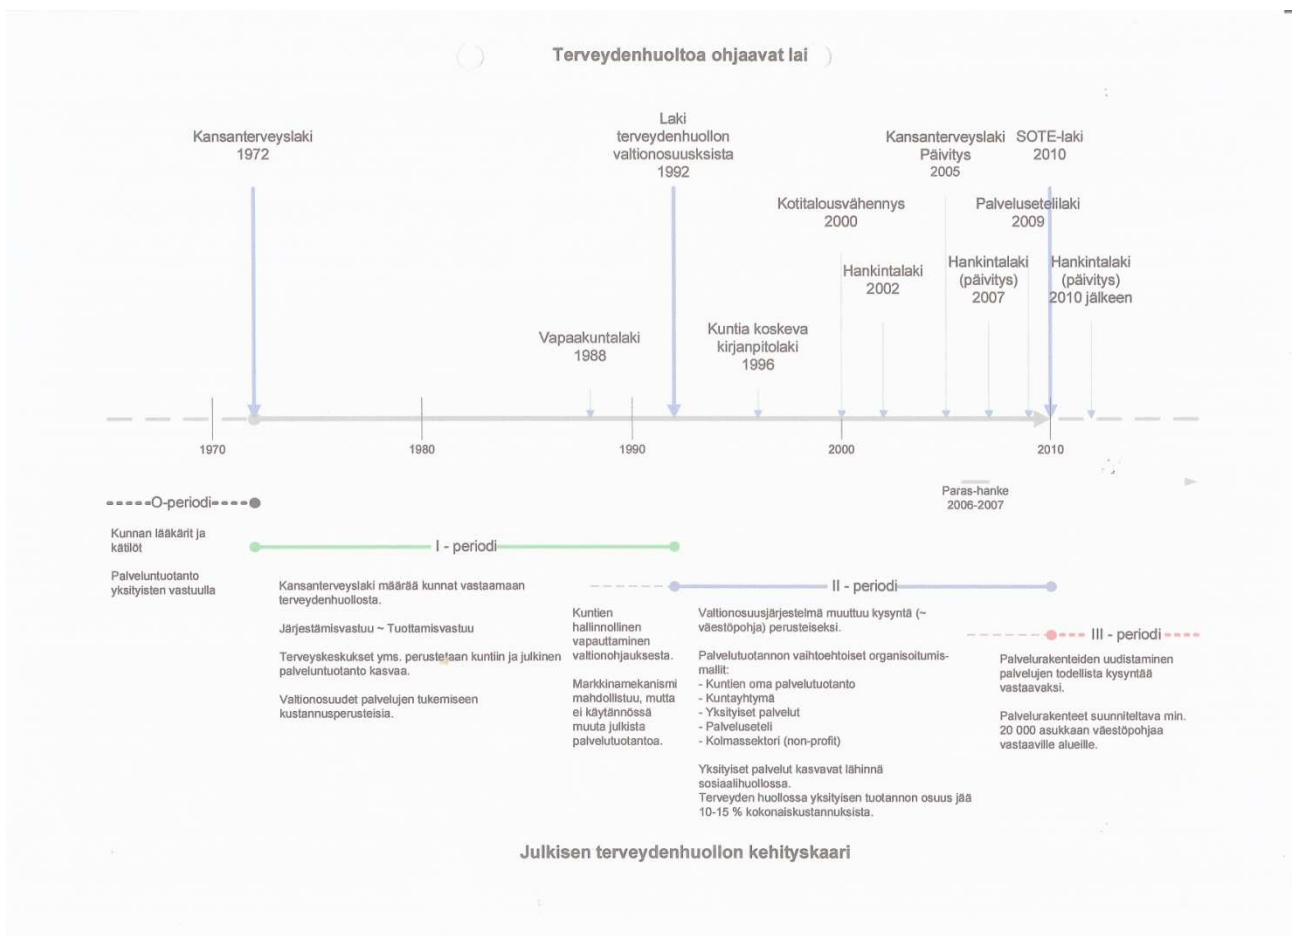 Terveydenhuoltoa ohjaavat lai
Kansanterveyslaki
1972
Laki
terveydenhuollon
valtionosuusksista
1992
Kansanterveyslaki
Päivitys
2005
SOTE-laki
2010
Kotitalousvähennys
2000
Palvelusetelilaki
2009
Hankintalaki
2002
Hankintalaki
(päivitys)
2007
Hankintalaki
(päivitys)
2010 jälkeen
Vapaakuntalaki
1988
Kuntia koskeva
kirjanpitolaki
1996
1970
1980
1990
2000
2010
Paras-hanke
2006-2007
O-periodi
Kunnan lääkärit ja
kätilöt
Palveluntuotanto
yksityisten vastuulla
I - periodi
Kansanterveyslaki määrää kunnat vastaamaan
terveydenhuollosta.
Järjestämisvastuu ~ Tuottamisvastuu
Terveyskeskukset yms. perustetaan kuntiin ja julkinen
palveluntuotanto kasvaa.
Valtionosuudet palvelujen tukemiseen
kustannusperusteisia.
Kuntien
hallinnollinen
vapauttaminen
valtionohjauksesta.
Markkinamekanismi
mahdollistuu, mutta
ei käytännössä
muuta julkista
palvelutuotantoa.
II - periodi
Valtionosuusjärjestelmä muuttuu kysyntä (~
väestöpohja) perusteiseksi.
Palvelutuotannon vaihtoehtoiset organisoitumis-
mallit:
- Kuntien oma palvelutuotanto
- Kuntayhtymä
- Yksityiset palvelut
- Palveluseteli
- Kolmassektori (non-profit)
Yksityiset palvelut kasvavat lähinnä
sosiaalihuollossa.
Terveyden huollossa yksityisen tuotannon osuus jää
10-15 % kokonaiskustannuksista.
III - periodi
Palvelurakenteiden uudistaminen
palvelujen todellista kysyntää
vastaavaksi.
Palvelurakenteet suunniteltava min.
20 000 asukkaan väestöpohjaa
vastaaville alueille.
Julkisen terveydenhuollon kehityskaari